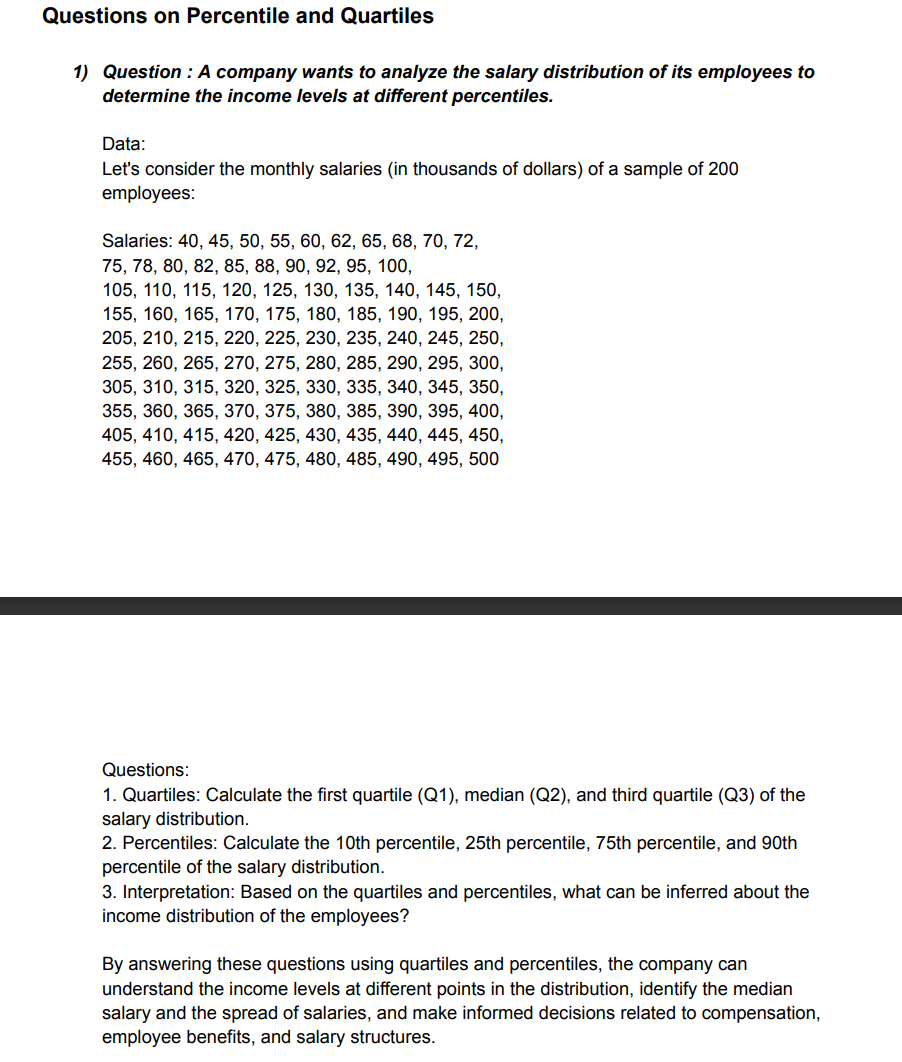 Questions on Percentile and Quartiles
1) Question : A company wants to analyze the salary distribution of its employees to
determine the income levels at different percentiles.
Data:
Let's consider the monthly salaries (in thousands of dollars) of a sample of 200
employees:
Salaries: 40, 45, 50, 55, 60, 62, 65, 68, 70, 72,
75, 78, 80, 82, 85, 88, 90, 92, 95, 100,
105, 110, 115, 120, 125, 130, 135, 140, 145, 150,
155, 160, 165, 170, 175, 180, 185, 190, 195, 200,
205, 210, 215, 220, 225, 230, 235, 240, 245, 250,
255, 260, 265, 270, 275, 280, 285, 290, 295, 300,
305, 310, 315, 320, 325, 330, 335, 340, 345, 350,
355, 360, 365, 370, 375, 380, 385, 390, 395, 400,
405, 410, 415, 420, 425, 430, 435, 440, 445, 450,
455, 460, 465, 470, 475, 480, 485, 490, 495, 500
Questions:
1. Quartiles: Calculate the first quartile (Q1), median (Q2), and third quartile (Q3) of the
salary distribution.
2. Percentiles: Calculate the 10th percentile, 25th percentile, 75th percentile, and 90th
percentile of the salary distribution.
3. Interpretation: Based on the quartiles and percentiles, what can be inferred about the
income distribution of the employees?
By answering these questions using quartiles and percentiles, the company can
understand the income levels at different points in the distribution, identify the median
salary and the spread of salaries, and make informed decisions related to compensation,
employee benefits, and salary structures.